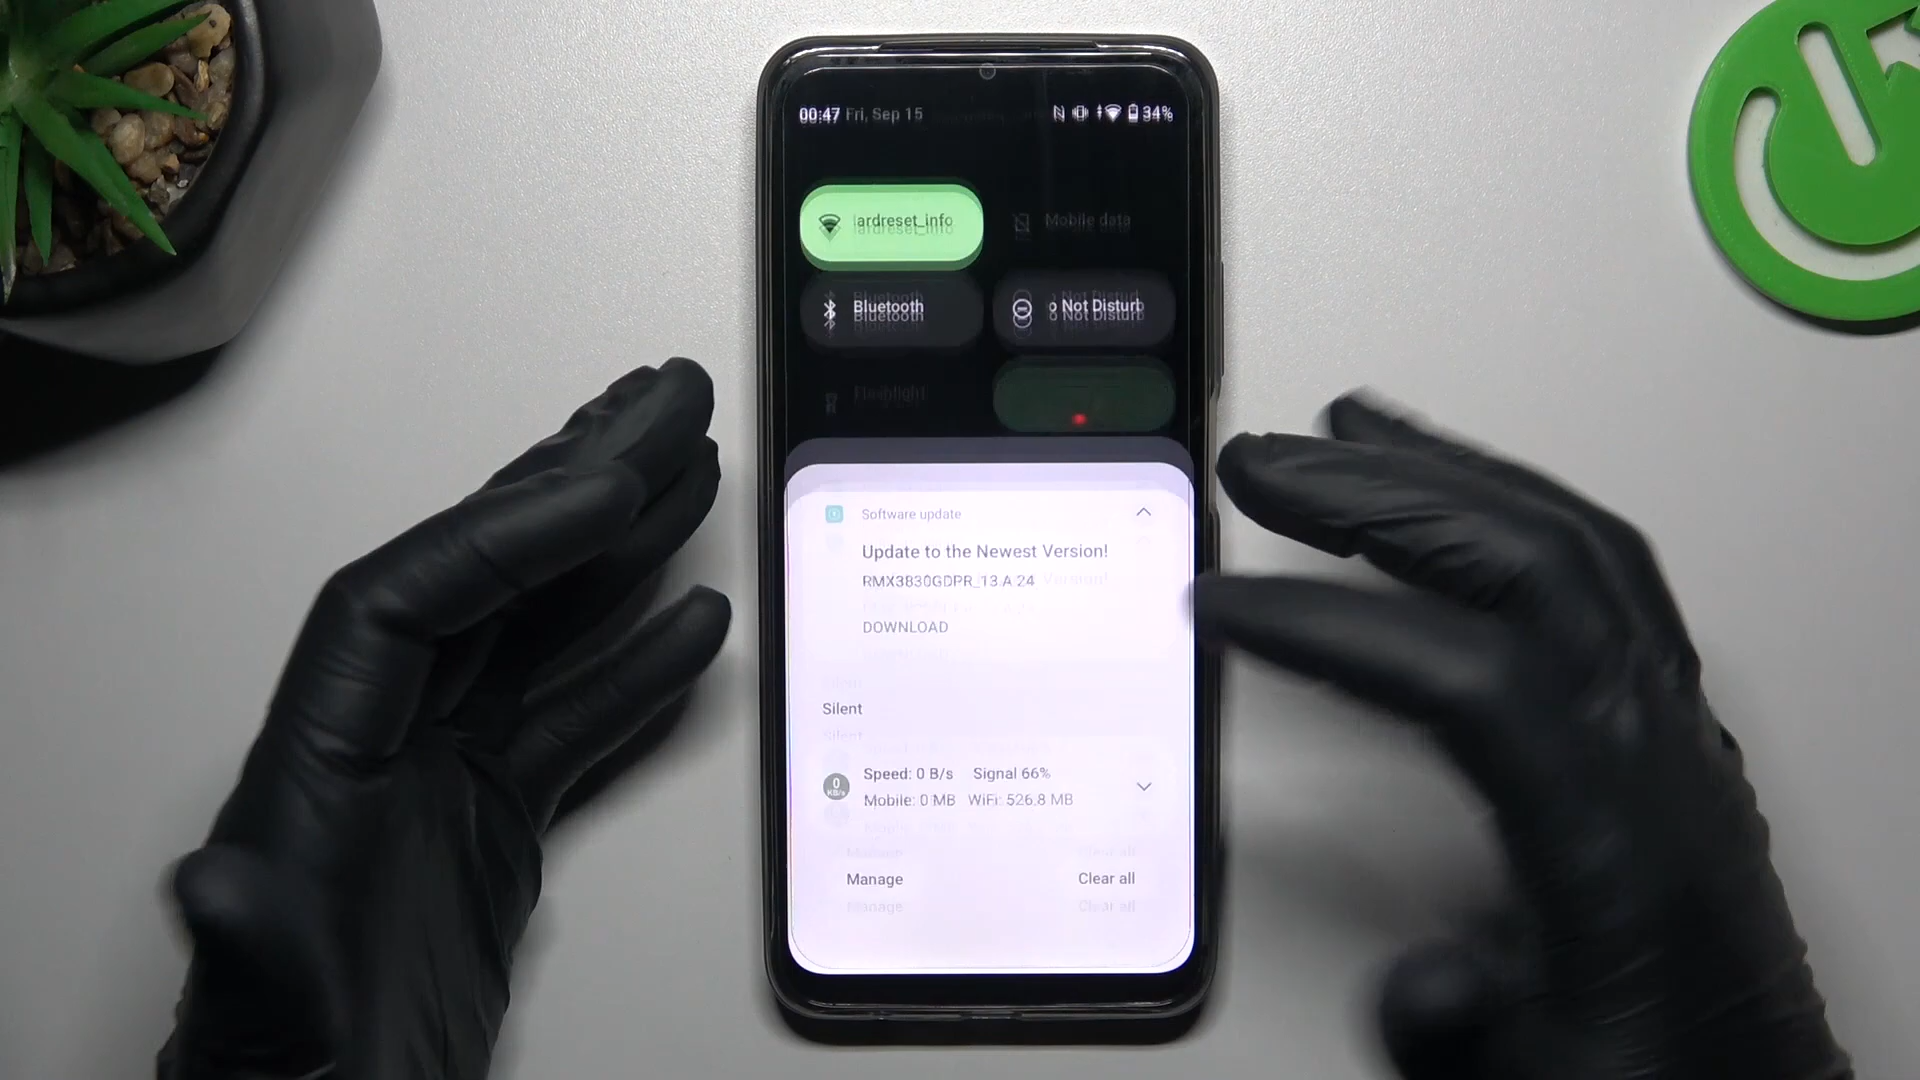 00:47 Fri, Sep 15
34%
ardreset_info
Mobile data
Bluetooth
o Not Disturb
Flashlight
Software update
Update to the Newest Version!
RMX3830GDPR_13.A.24
DOWNLOAD
Silent
0 KB/s
Speed: 0 B/s Signal 66%
Mobile: 0 MB WiFi: 526.8 MB
Manage
Clear all